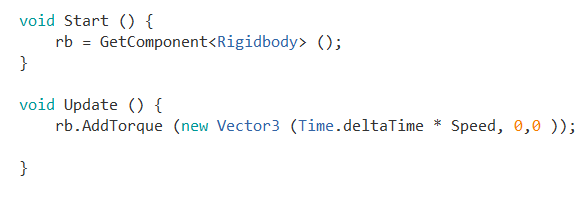 void Start () {
    rb = GetComponent<Rigidbody> ();
}
void Update () {
    rb.AddTorque (new Vector3 (Time.deltaTime * Speed, 0,0 ));
}